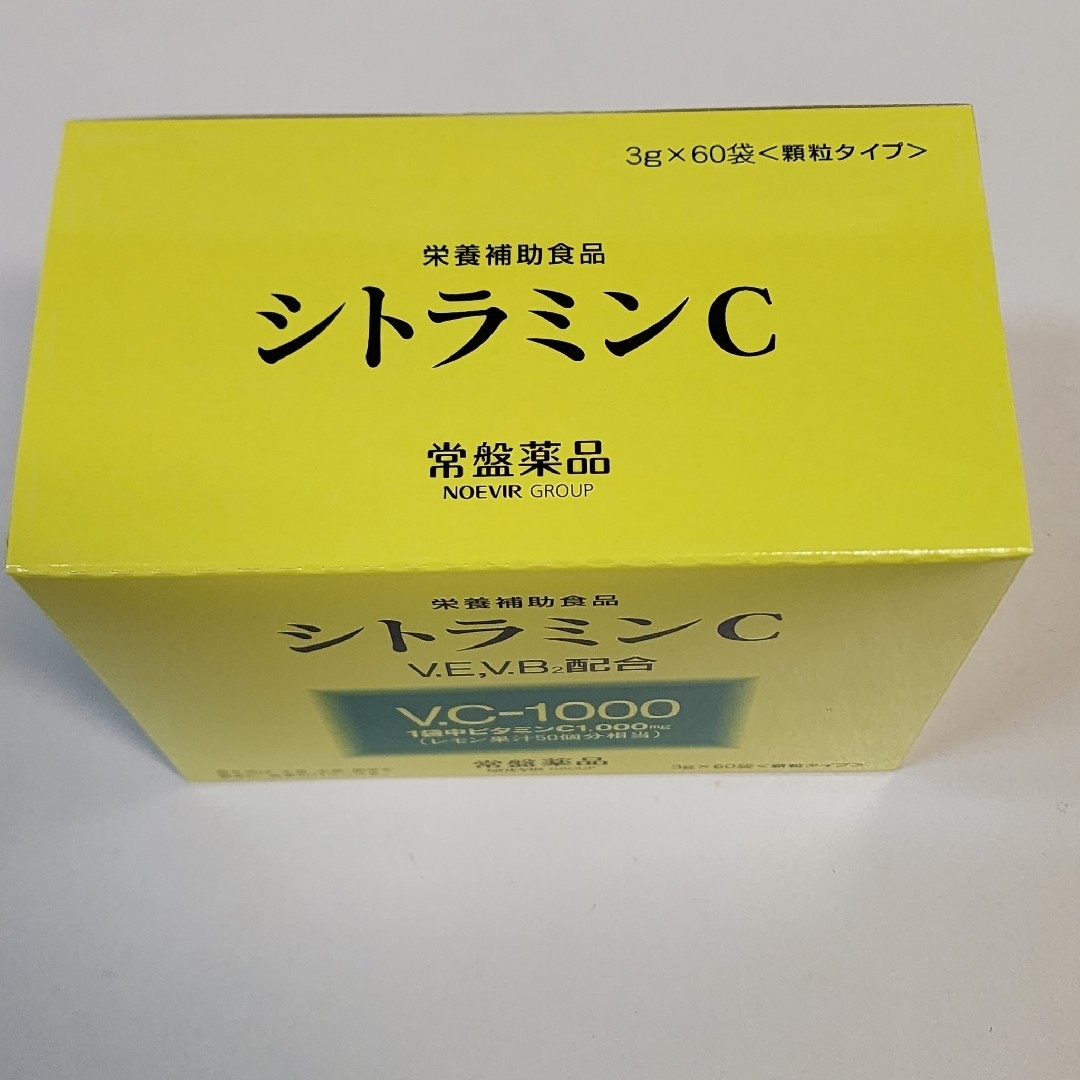 3g×60袋<顆粒タイプ>
栄養補助食品
シトラミンC
常盤薬品
NOEVIR GROUP
栄養補助食品
シトラミンC
V.E,V.B₂配合
V.C-1000
1袋中ビタミンC1,000mg
(レモン果汁50個分相当)
常盤薬品
NOEVIR GROUP
3g×60袋<顆粒タイプ>